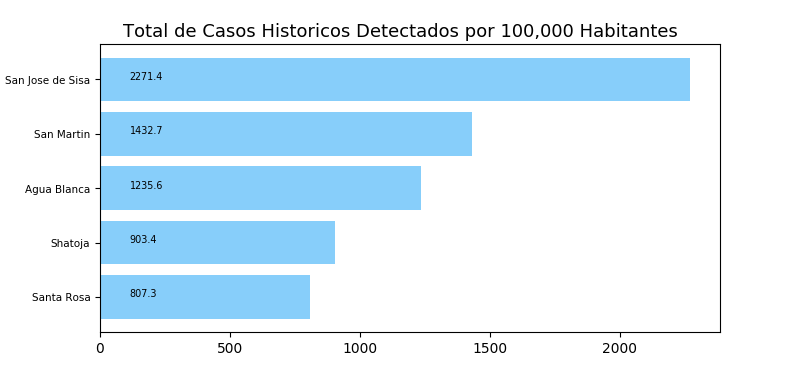 Total de Casos Historicos Detectados por 100,000 Habitantes
San Jose de Sisa 2271.4
San Martin 1432.7
Agua Blanca 1235.6
Shatoja 903.4
Santa Rosa 807.3
0 500 1000 1500 2000